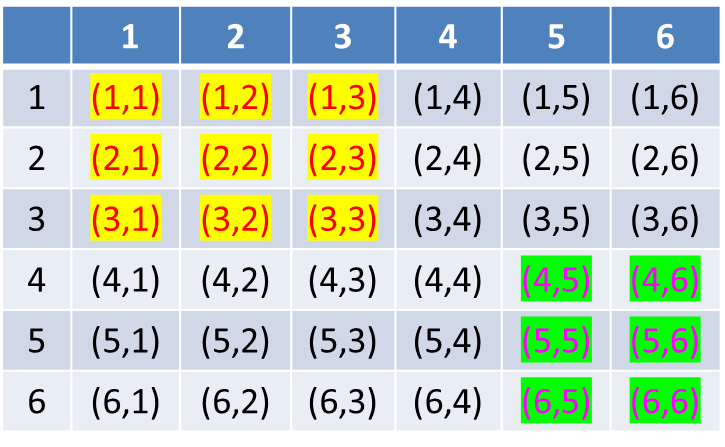 1 2 3 4 5 6
1 (1,1) (1,2) (1,3) (1,4) (1,5) (1,6)
2 (2,1) (2,2) (2,3) (2,4) (2,5) (2,6)
3 (3,1) (3,2) (3,3) (3,4) (3,5) (3,6)
4 (4,1) (4,2) (4,3) (4,4) (4,5) (4,6)
5 (5,1) (5,2) (5,3) (5,4) (5,5) (5,6)
6 (6,1) (6,2) (6,3) (6,4) (6,5) (6,6)